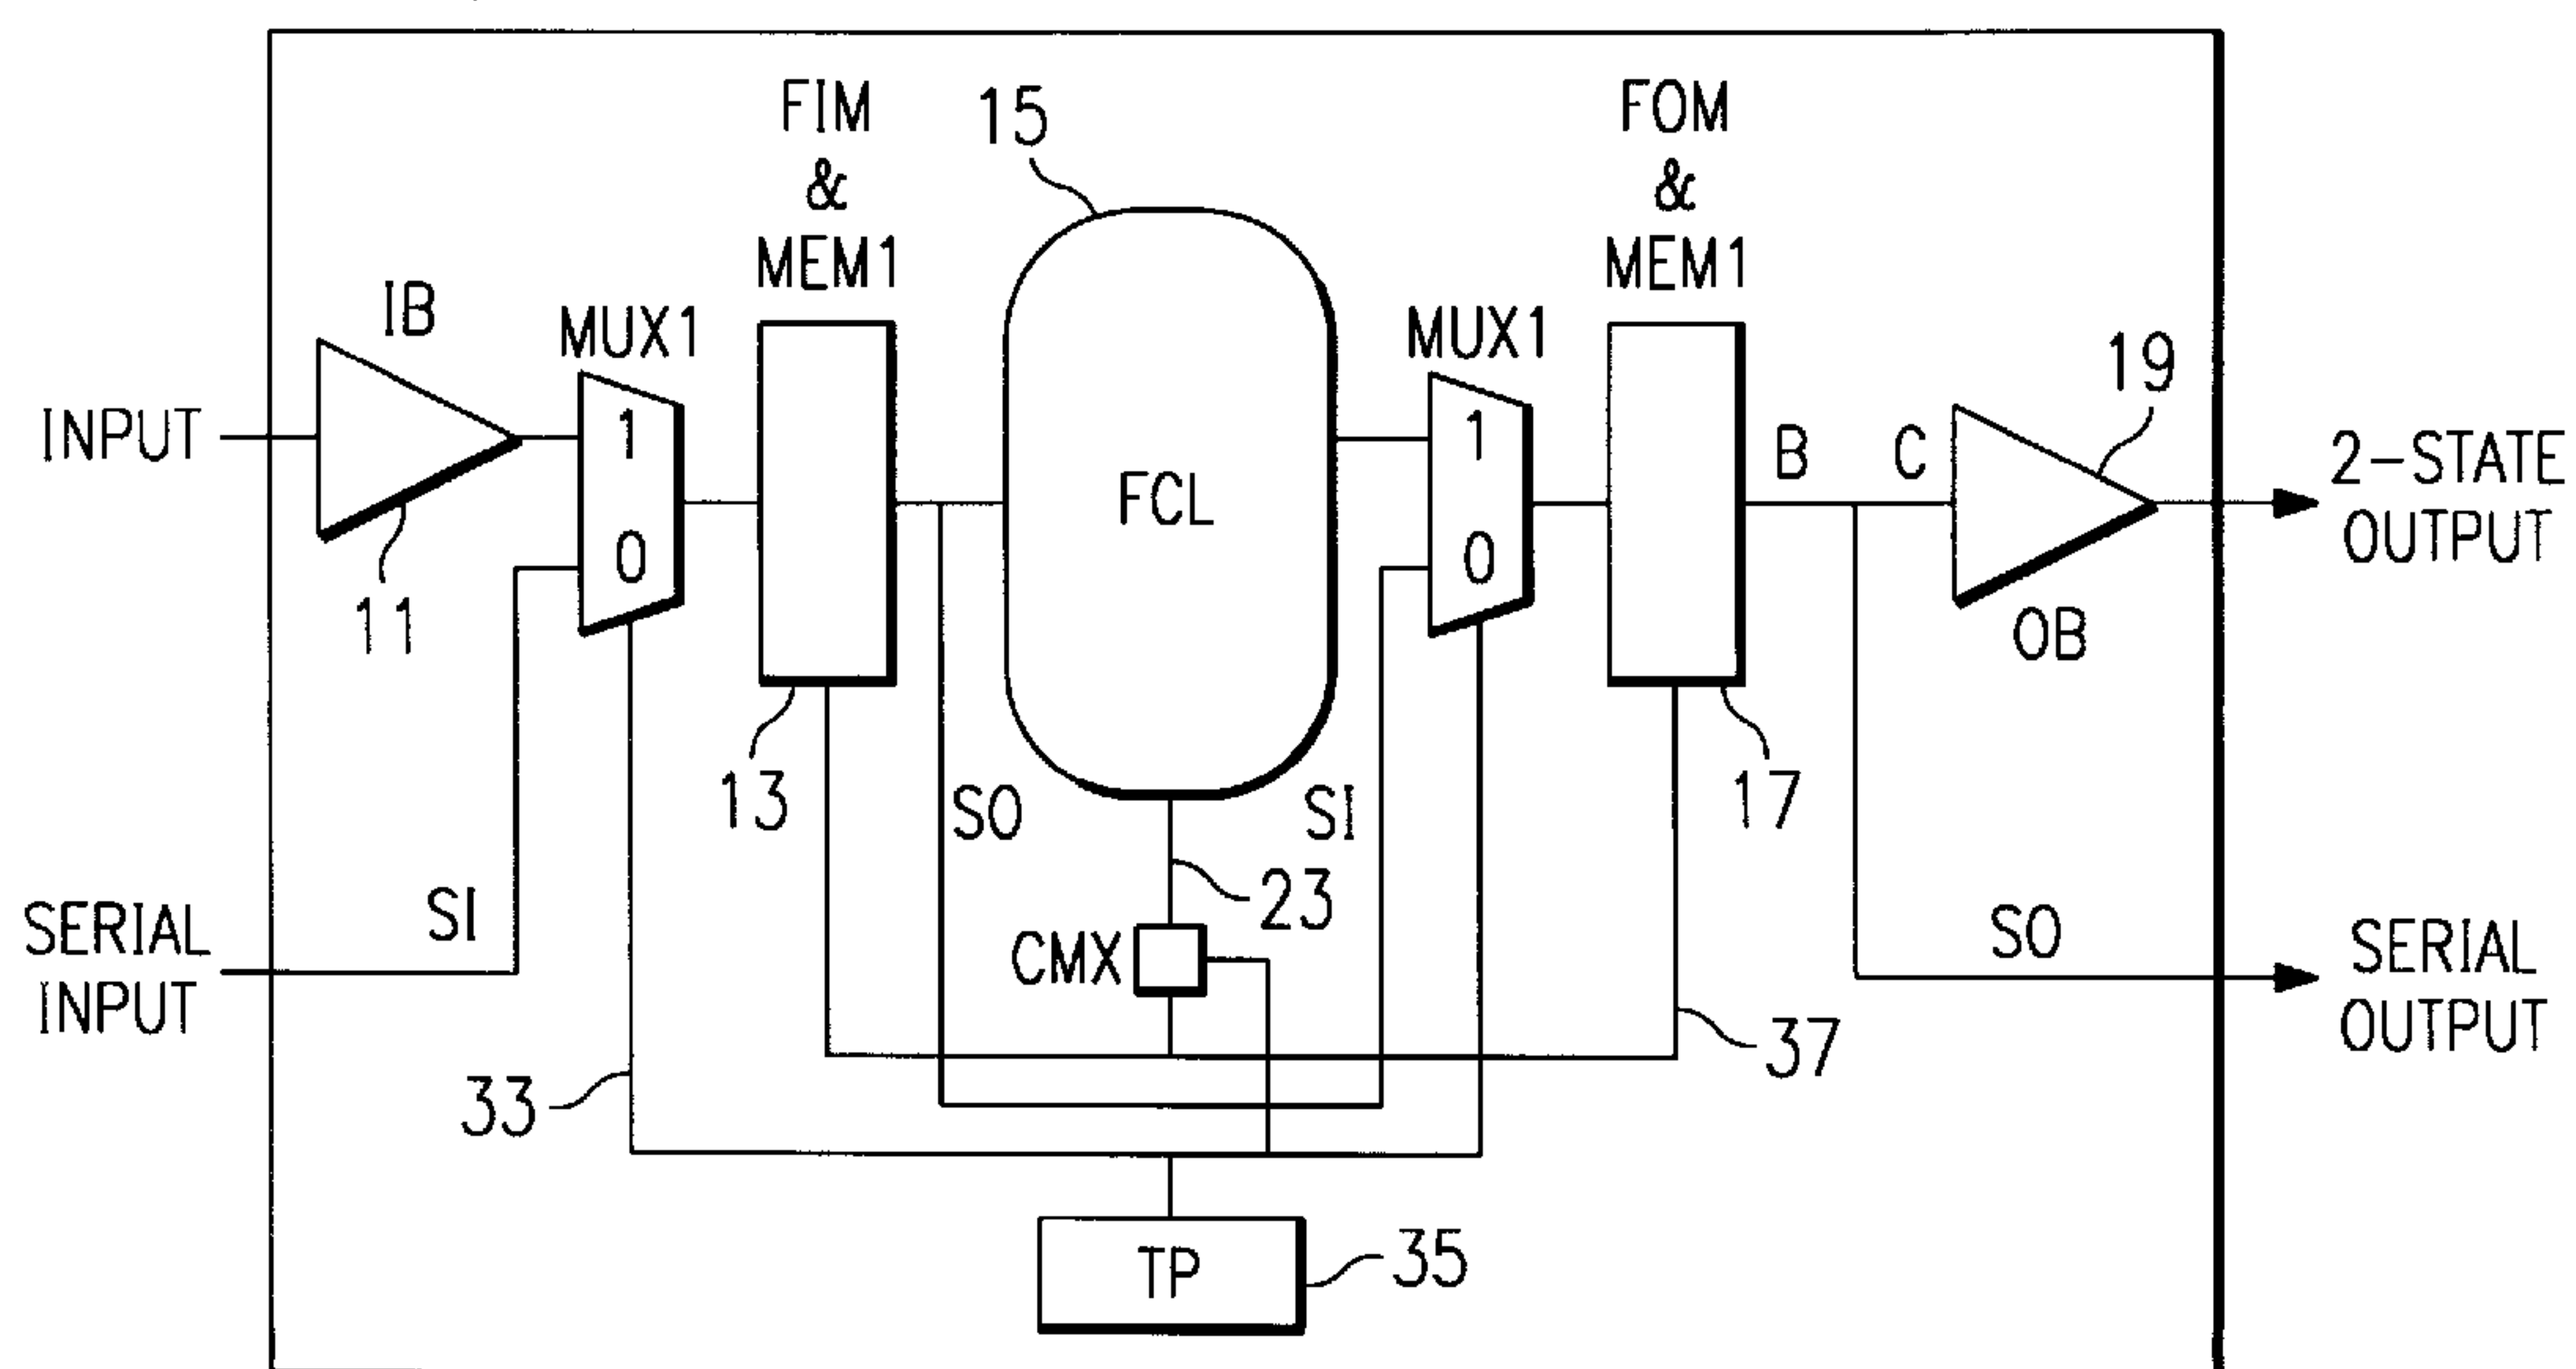 FIM
&
MEM1
15
FOM
&
MEM1
IB
MUX1
MUX1
19
INPUT
1
0
FCL
1
0
B
C
2-STATE
OUTPUT
11
OB
13
SO
SI
17
23
SI
SERIAL
INPUT
CMX
SO
SERIAL
OUTPUT
33
37
TP
35